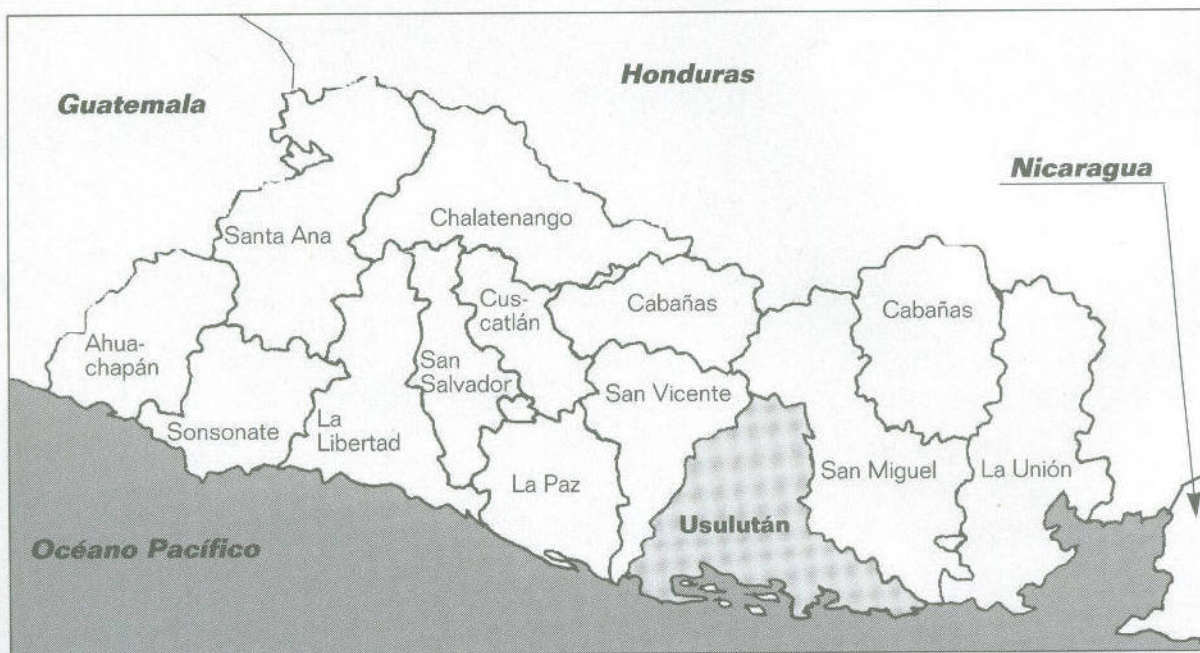 Honduras
Guatemala
Nicaragua
Chalatenango
Santa Ana
Cus-
catlán
Cabañas
Cabañas
Ahua-
chapán
San
Salvador
San Vicente
La
Libertad
Sonsonate
San Miguel
La Unión
La Paz
Usulután
Océano Pacífico